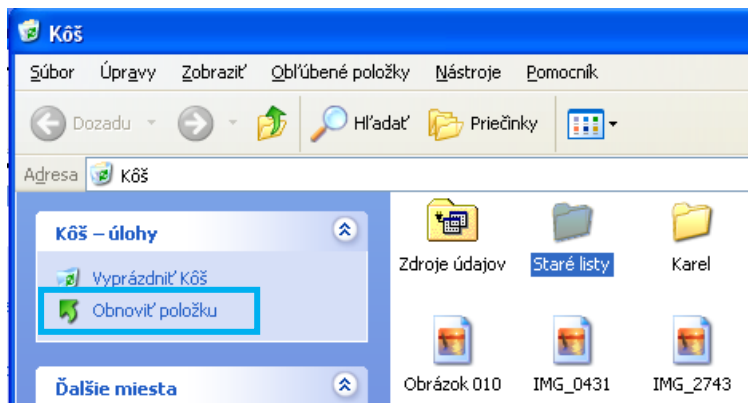 Kôš
Súbor Úpravy Zobraziť Obľúbené položky Nástroje Pomocník
Dozadu Hľadať Priečinky
Adresa Kôš
Kôš – úlohy
Vyprázdniť Kôš
Obnoviť položku
Ďalšie miesta
Zdroje údajov Staré listy Karel
Obrázok 010 IMG_0431 IMG_2743